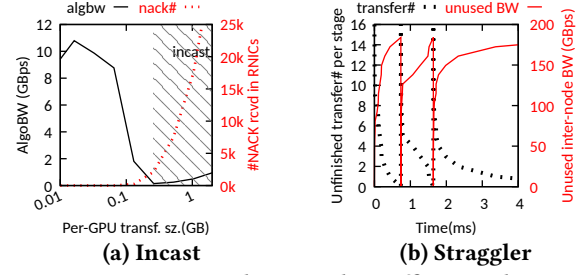 algbw nack#
12
10
8
6
4
2
0
AlgoBW (GBps)
25k
20k
15k
10k
5k
0k
#NACK rcvd in RNICs
incast
0.01
0.1
1
Per-GPU transf. sz.(GB)
(a) Incast
transfer# unused BW
16
14
12
10
8
6
4
2
0
Unfinished transfer# per stage
200
150
100
50
0
Unused inter-node BW (GBps)
0 1 2 3 4
Time(ms)
(b) Straggler